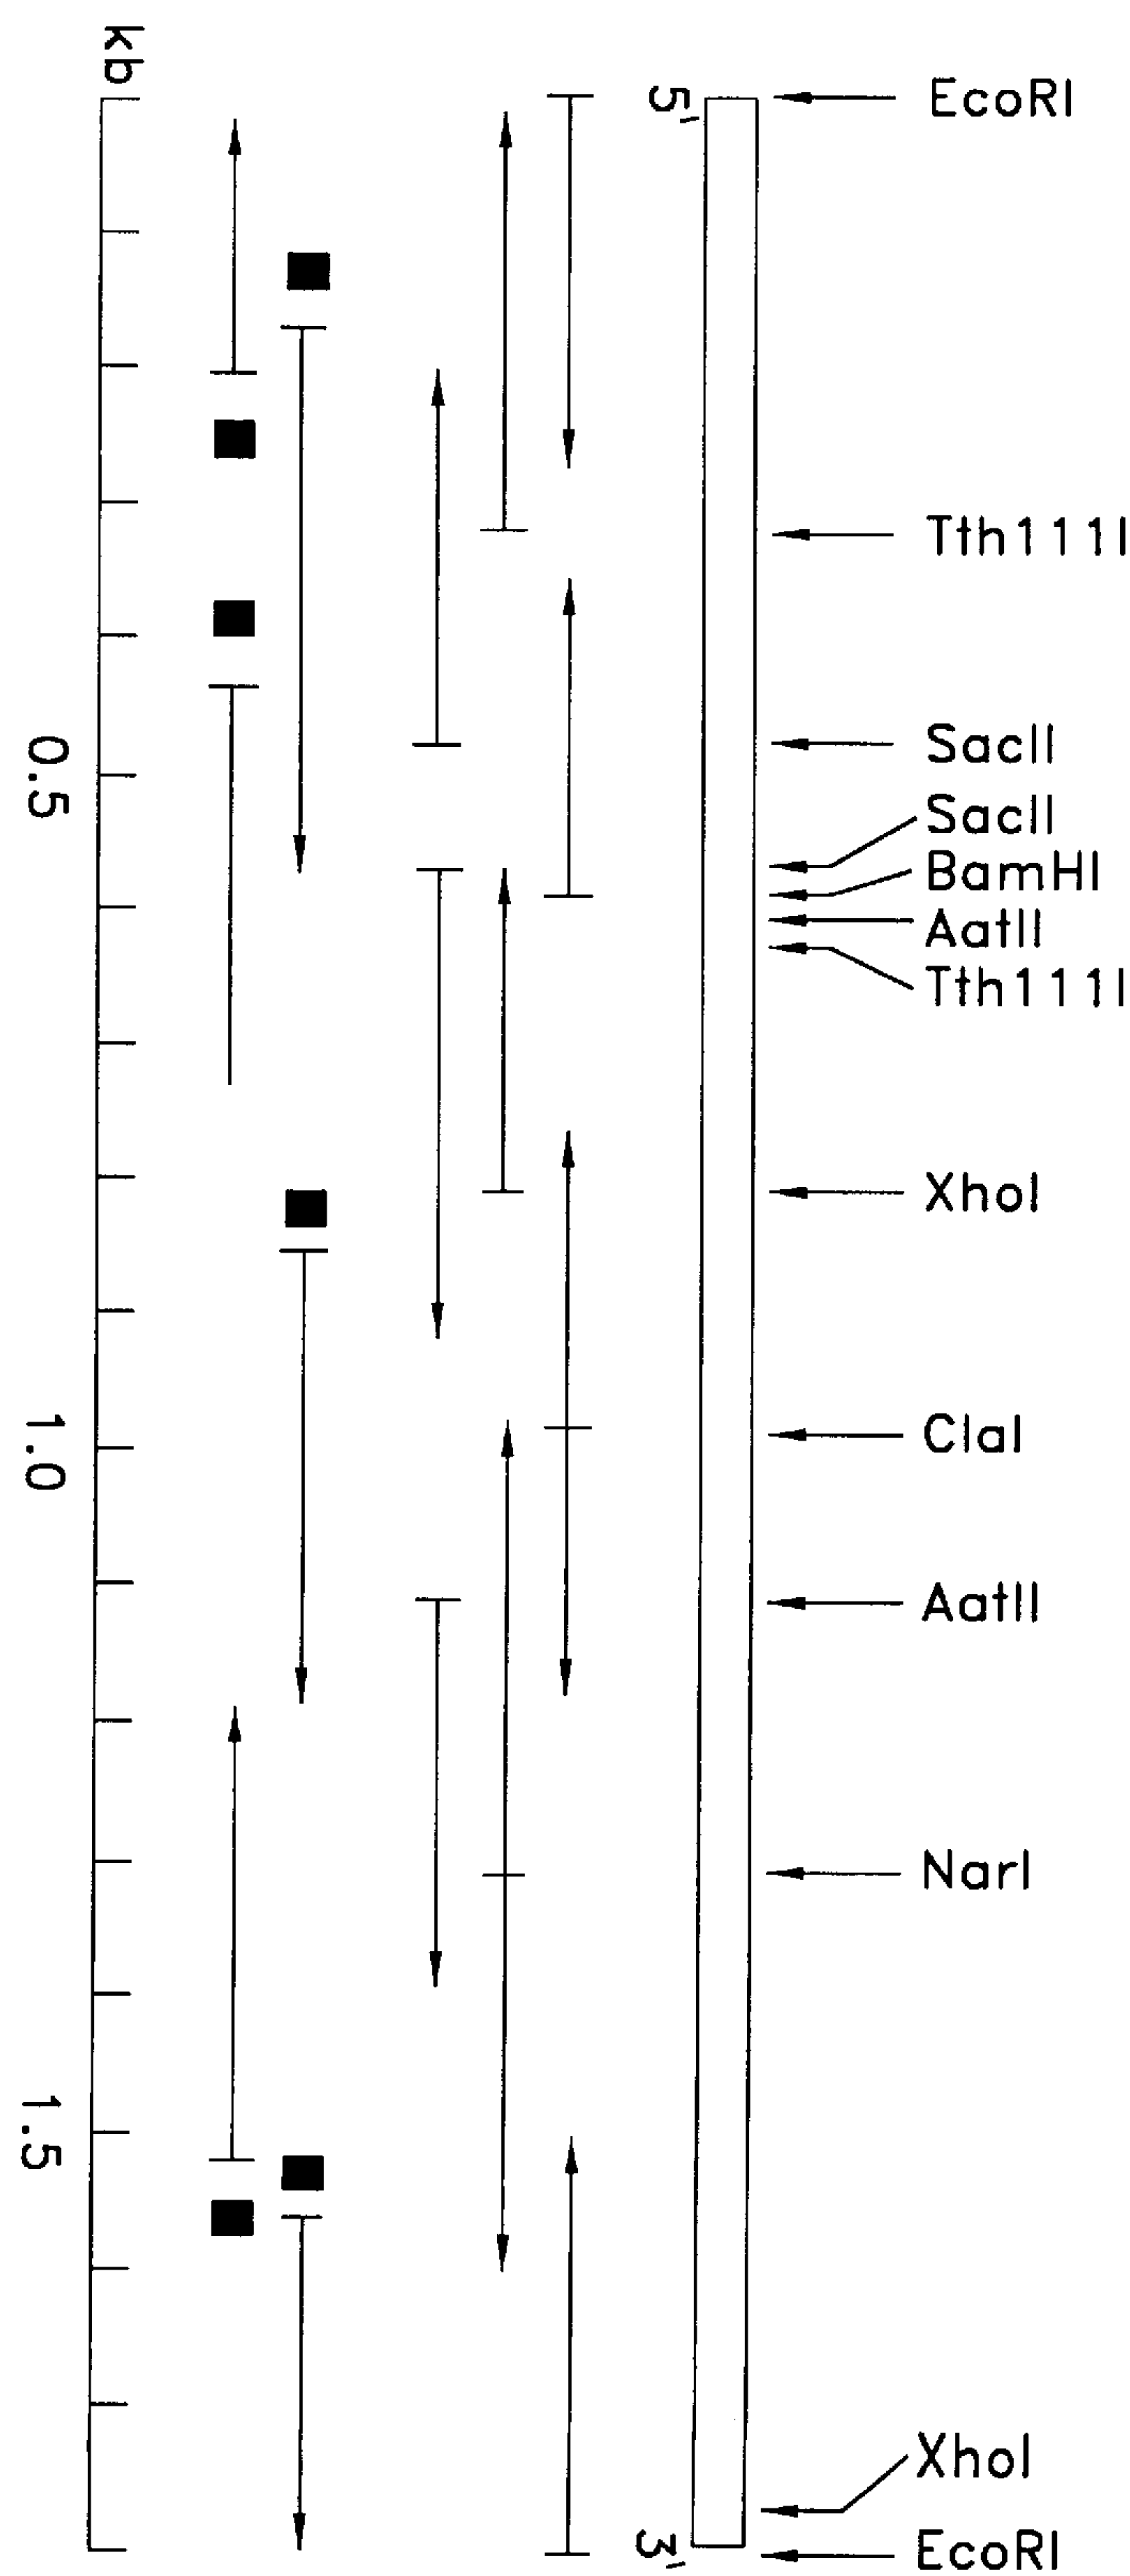 kb
5'
EcoRI
Tth111I
SacII
0.5
SacII
BamHI
AatII
Tth111I
XhoI
1.0
ClaI
AatII
NarI
1.5
XhoI
3'
EcoRI